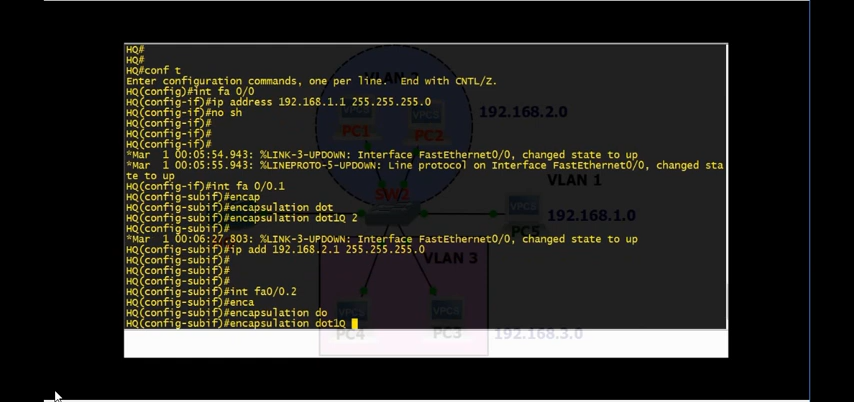 HQ#
HQ#
HQ#conf t
Enter configuration commands, one per line.  End with CNTL/Z.
HQ(config)#int fa 0/0
HQ(config-if)#ip address 192.168.1.1 255.255.255.0
HQ(config-if)#no sh
HQ(config-if)#
HQ(config-if)#
HQ(config-if)#
*Mar  1 00:05:54.943: %LINK-3-UPDOWN: Interface FastEthernet0/0, changed state to up
*Mar  1 00:05:55.943: %LINEPROTO-5-UPDOWN: Line protocol on Interface FastEthernet0/0, changed sta
te to up
HQ(config-if)#int fa 0/0.1
HQ(config-subif)#encap
HQ(config-subif)#encapsulation dot
HQ(config-subif)#encapsulation dot1Q 2
HQ(config-subif)#
*Mar  1 00:06:27.803: %LINK-3-UPDOWN: Interface FastEthernet0/0, changed state to up
HQ(config-subif)#ip add 192.168.2.1 255.255.255.0
HQ(config-subif)#
HQ(config-subif)#
HQ(config-subif)#
HQ(config-subif)#int fa0/0.2
HQ(config-subif)#enca
HQ(config-subif)#encapsulation do
HQ(config-subif)#encapsulation dot1Q
PC1
PC2
192.168.2.0
VLAN 1
VPCS
192.168.1.0
PC5
VLAN 3
VPCS
PC4
PC3
192.168.3.0